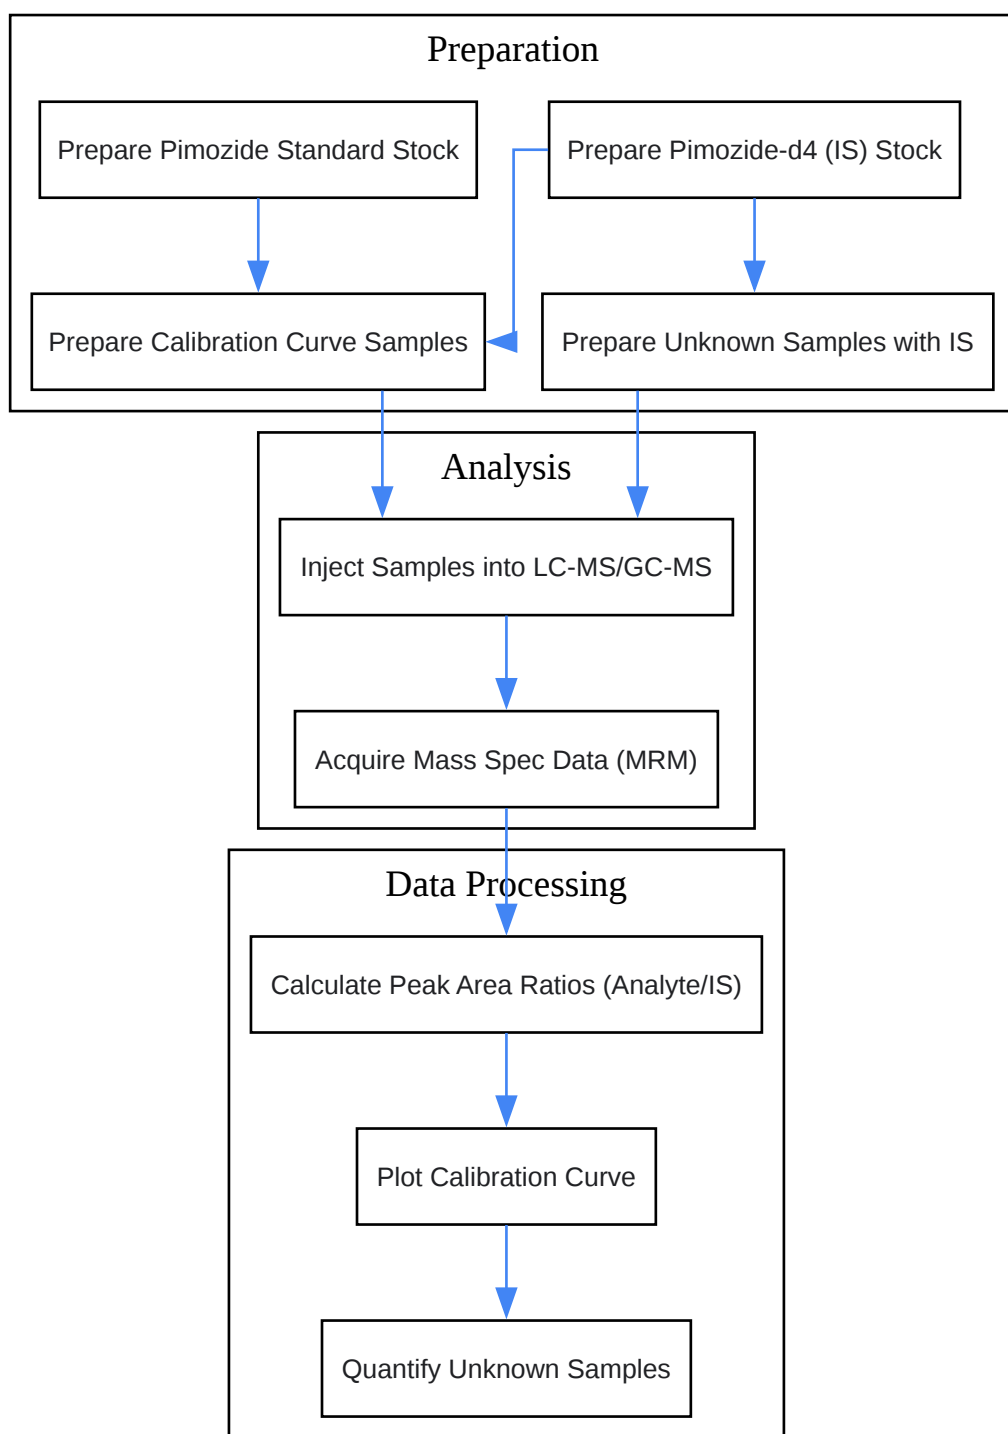 Preparation
Prepare Pimozide Standard Stock
Prepare Pimozide-d4 (IS) Stock
Prepare Calibration Curve Samples
Prepare Unknown Samples with IS
Analysis
Inject Samples into LC-MS/GC-MS
Acquire Mass Spec Data (MRM)
Data Processing
Calculate Peak Area Ratios (Analyte/IS)
Plot Calibration Curve
Quantify Unknown Samples